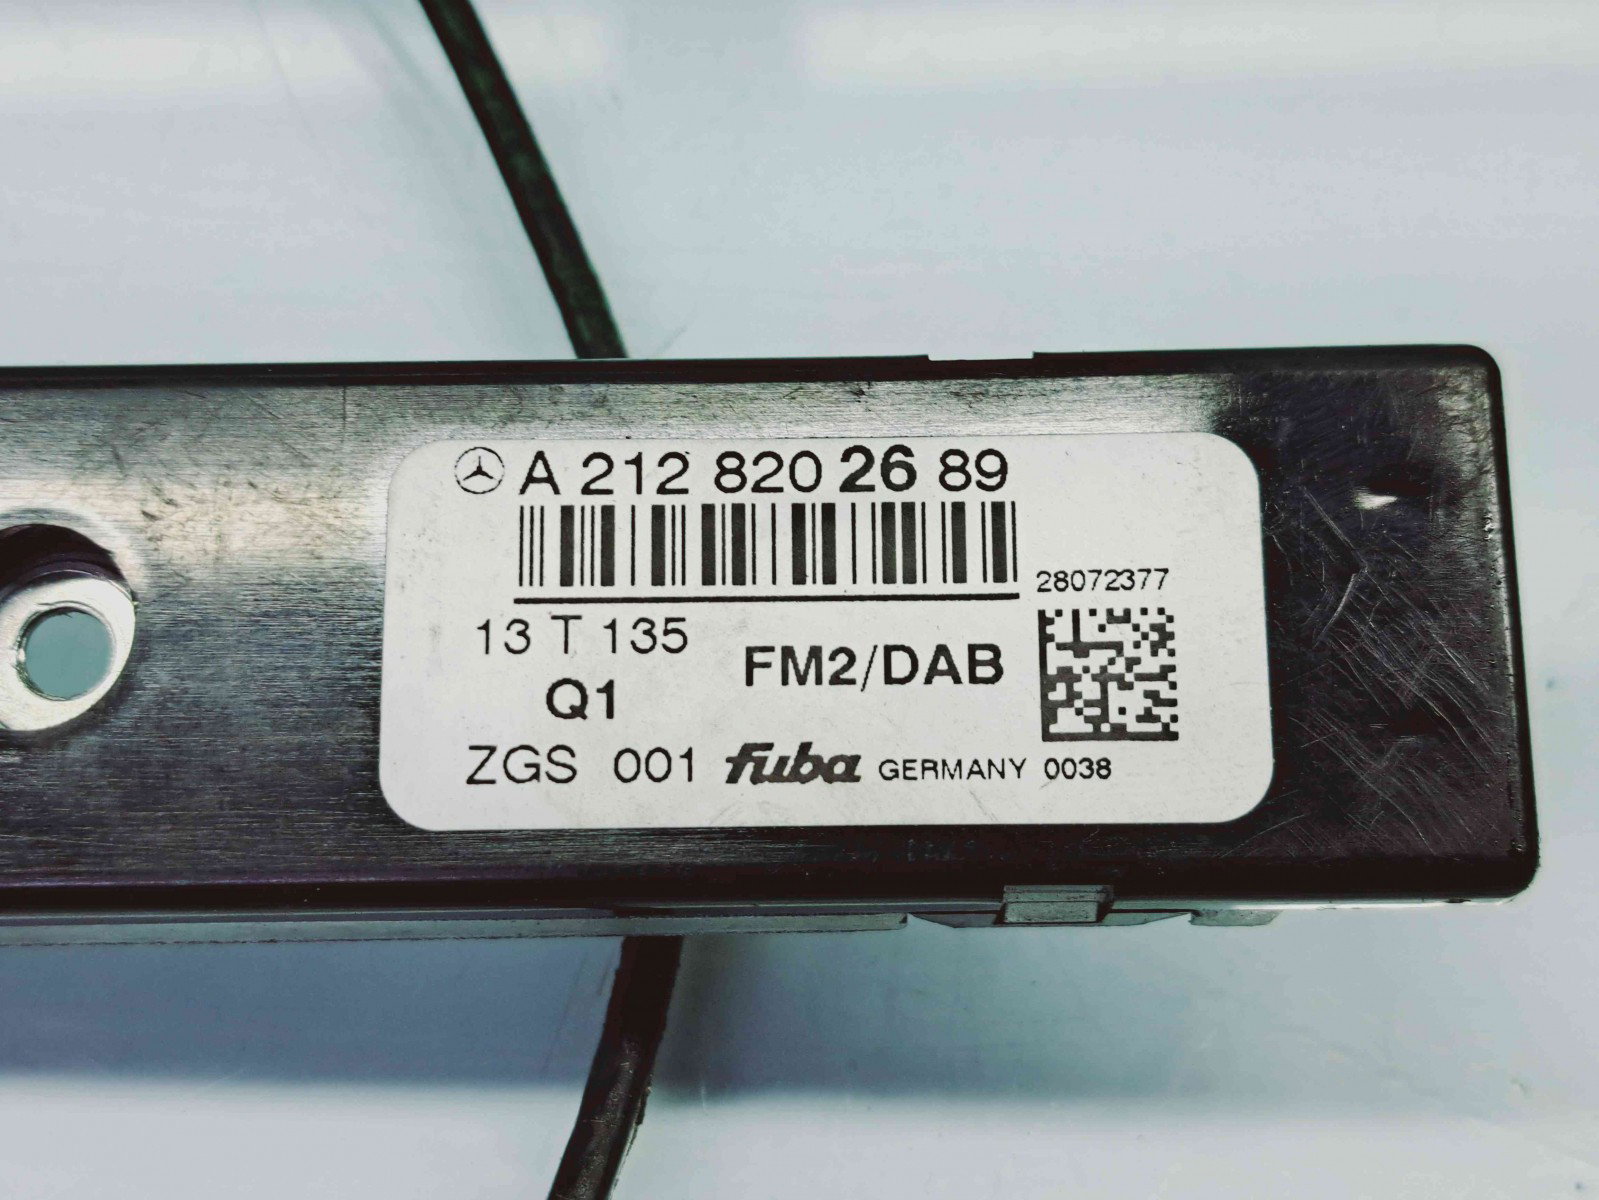 A 212 820 26 89
28072377
13 T 135
FM2/DAB
Q1
ZGS 001 fuba GERMANY 0038